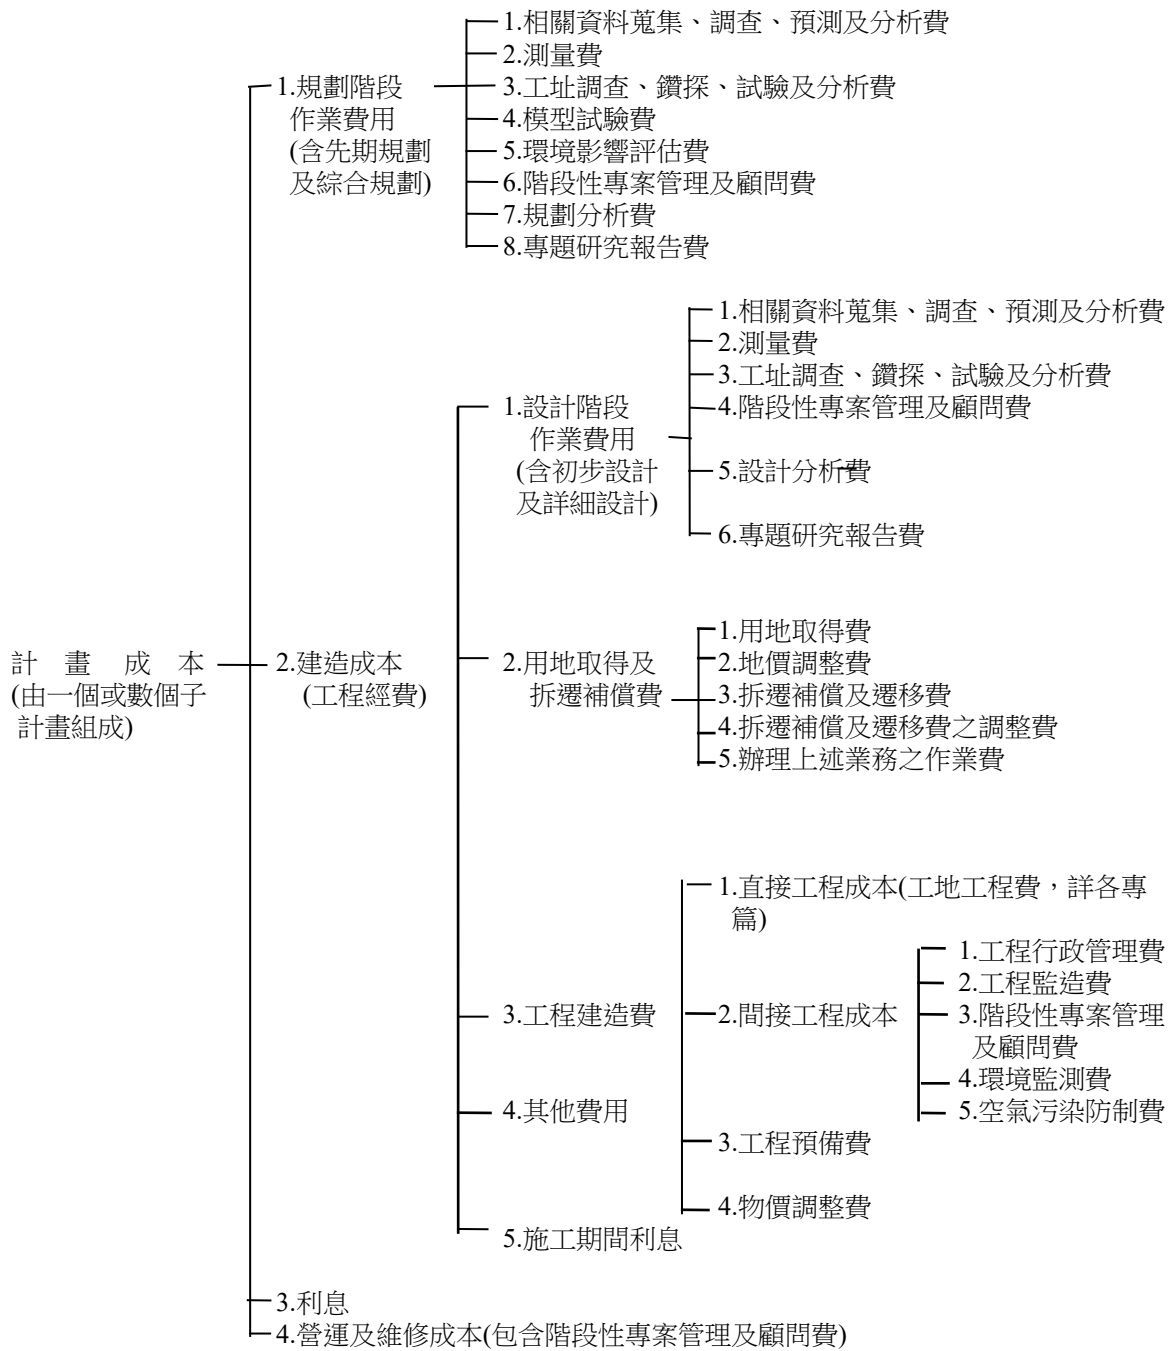 計畫成本
(由一個或數個子
計畫組成)
1.規劃階段
作業費用
(含先期規劃
及綜合規劃)
1.相關資料蒐集、調查、預測及分析費
2.測量費
3.工址調查、鑽探、試驗及分析費
4.模型試驗費
5.環境影響評估費
6.階段性專案管理及顧問費
7.規劃分析費
8.專題研究報告費
2.建造成本
(工程經費)
1.設計階段
作業費用
(含初步設計
及詳細設計)
1.相關資料蒐集、調查、預測及分析費
2.測量費
3.工址調查、鑽探、試驗及分析費
4.階段性專案管理及顧問費
5.設計分析費
6.專題研究報告費
2.用地取得及
拆遷補償費
1.用地取得費
2.地價調整費
3.拆遷補償及遷移費
4.拆遷補償及遷移費之調整費
5.辦理上述業務之作業費
3.工程建造費
1.直接工程成本(工地工程費，詳各專
篇)
2.間接工程成本
1.工程行政管理費
2.工程監造費
3.階段性專案管理
及顧問費
4.環境監測費
5.空氣污染防制費
3.工程預備費
4.物價調整費
4.其他費用
5.施工期間利息
3.利息
4.營運及維修成本(包含階段性專案管理及顧問費)